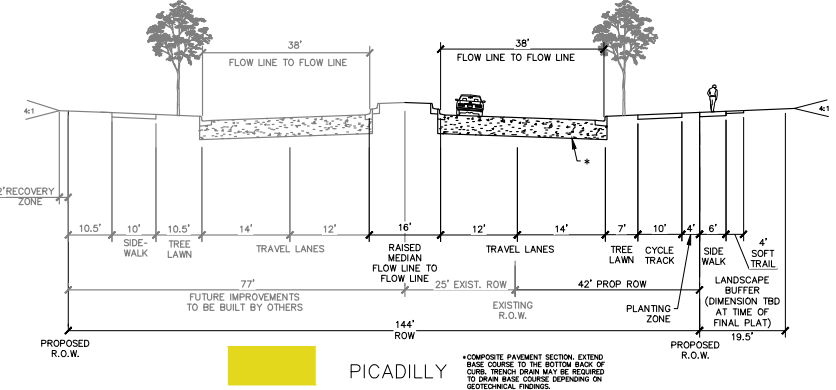 38'
FLOW LINE TO FLOW LINE
38'
FLOW LINE TO FLOW LINE
4:1
4:1
*
2' RECOVERY
ZONE
10.5'
10'
10.5'
14'
12'
16'
12'
14'
7'
10'
4'
6'
SIDE-
WALK
TREE
LAWN
TRAVEL LANES
RAISED
MEDIAN
FLOW LINE TO
FLOW LINE
TRAVEL LANES
TREE
LAWN
CYCLE
TRACK
SIDE
WALK
4'
SOFT
TRAIL
77'
FUTURE IMPROVEMENTS
TO BE BUILT BY OTHERS
25' EXIST. ROW
42' PROP ROW
EXISTING
R.O.W.
PLANTING
ZONE
LANDSCAPE
BUFFER
(DIMENSION TBD
AT TIME OF
FINAL PLAT)
144'
ROW
19.5'
PROPOSED
R.O.W.
PROPOSED
R.O.W.
PICADILLY
*COMPOSITE PAVEMENT SECTION. EXTEND
BASE COURSE TO THE BOTTOM BACK OF
CURB. TRENCH DRAIN MAY BE REQUIRED
TO DRAIN BASE COURSE DEPENDING ON
GEOTECHNICAL FINDINGS.